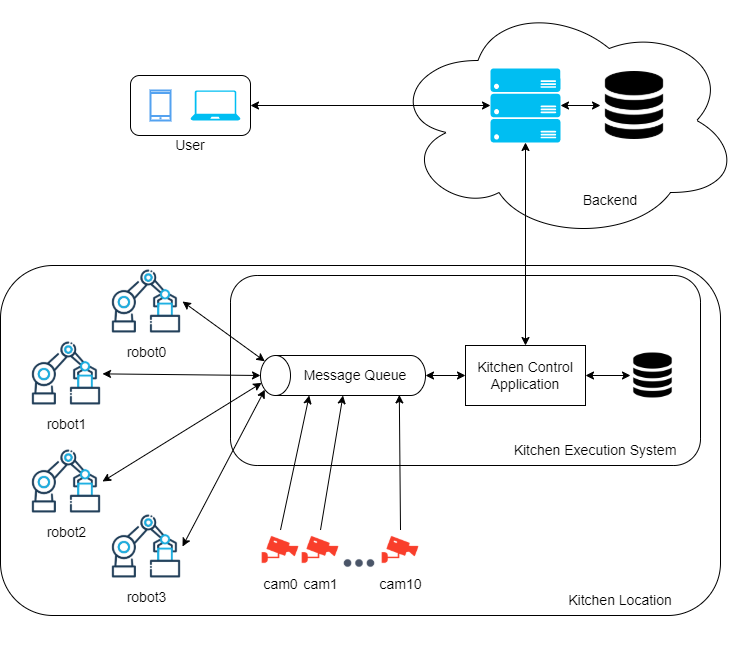 User
Backend
robot0
Message Queue
Kitchen Control
Application
robot1
Kitchen Execution System
robot2
cam0
cam1
cam10
robot3
Kitchen Location